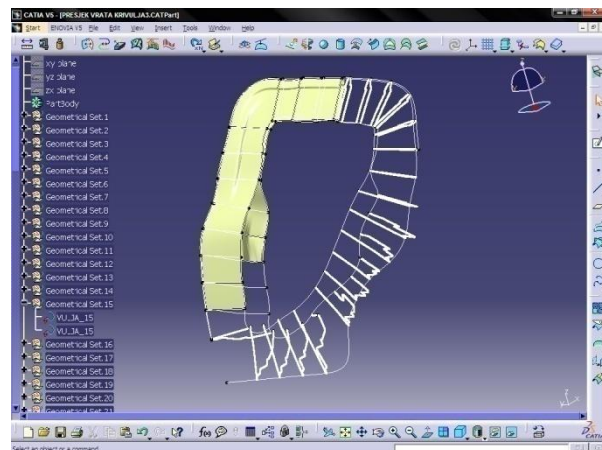 CATIA V5 - [PRESJEK VRATA KRIVULJA3.CATPart]
Start ENOVIA V5 File Edit View Insert Tools Window Help
xy plane
yz plane
zx plane
PartBody
Geometrical Set.1
Geometrical Set.2
Geometrical Set.3
Geometrical Set.4
Geometrical Set.5
Geometrical Set.6
Geometrical Set.7
Geometrical Set.8
Geometrical Set.9
Geometrical Set.10
Geometrical Set.11
Geometrical Set.12
Geometrical Set.13
Geometrical Set.14
Geometrical Set.15
Geometrical Set.16
Geometrical Set.17
Geometrical Set.18
Geometrical Set.19
Geometrical Set.20
Geometrical Set.21
CATIA
Select an object or a command